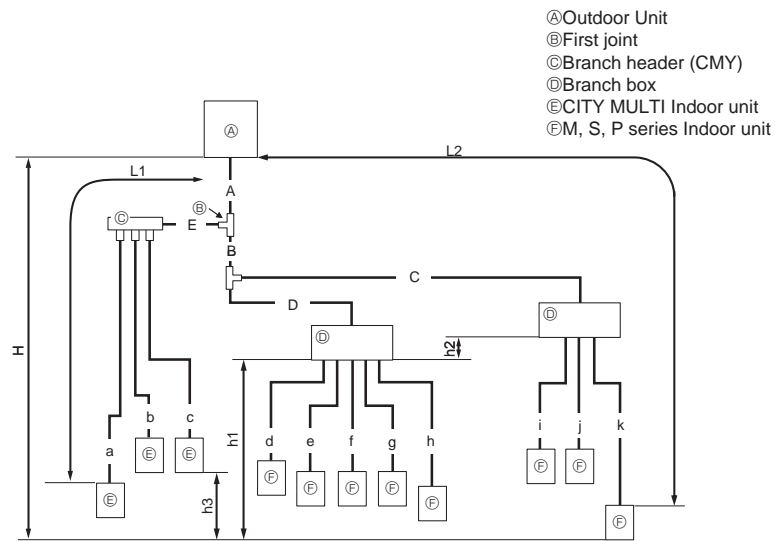 ⒶOutdoor Unit
ⒷFirst joint
ⒸBranch header (CMY)
ⒹBranch box
ⒺCITY MULTI Indoor unit
ⒻM, S, P series Indoor unit
Ⓐ
L2
L1
A
Ⓑ
Ⓒ
E
B
C
D
Ⓓ
Ⓓ
H
h2
h1
a
b
c
d
e
f
g
h
i
j
k
Ⓔ
Ⓔ
Ⓔ
Ⓕ
Ⓕ
Ⓕ
Ⓕ
Ⓕ
Ⓕ
Ⓕ
Ⓕ
h3